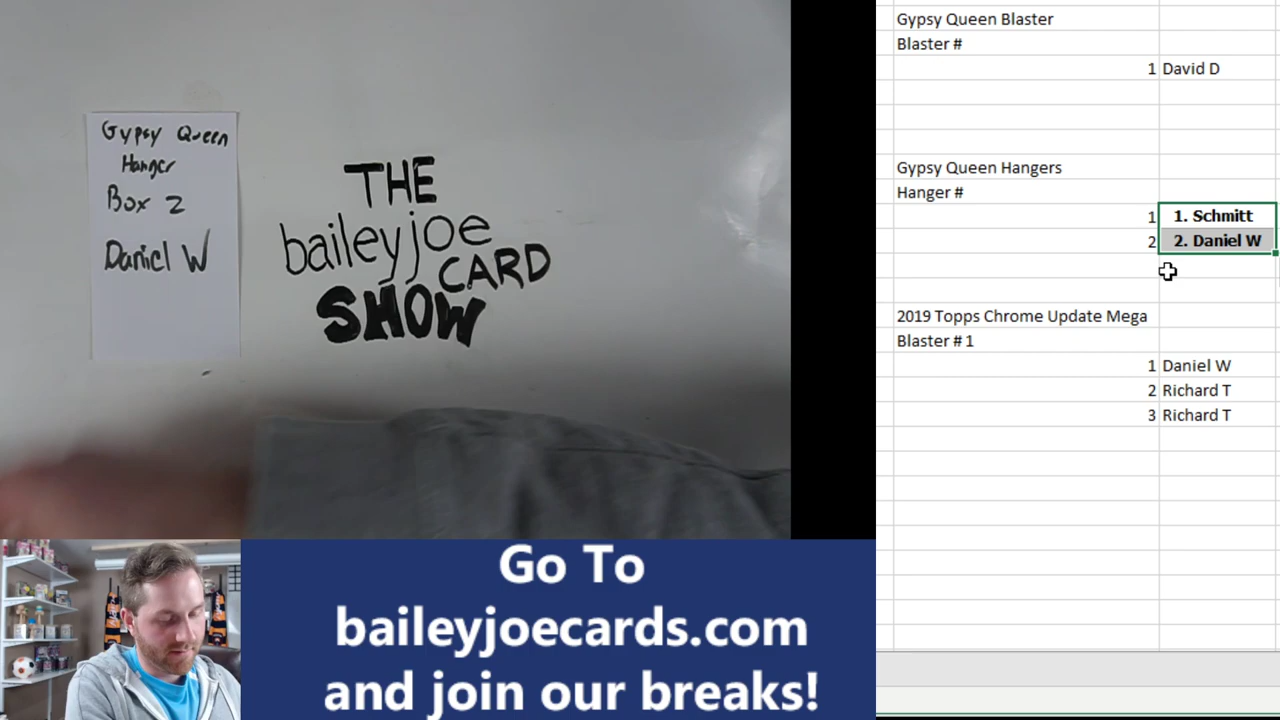 Gypsy Queen
Hanger
Box 2
Daniel W
THE
baileyjoe
CARD
SHOW
Gypsy Queen Blaster
Blaster #
1 David D
Gypsy Queen Hangers
Hanger #
1 1. Schmitt
2 2. Daniel W
2019 Topps Chrome Update Mega
Blaster # 1
1 Daniel W
2 Richard T
3 Richard T
Go To
baileyjoecards.com
and join our breaks!